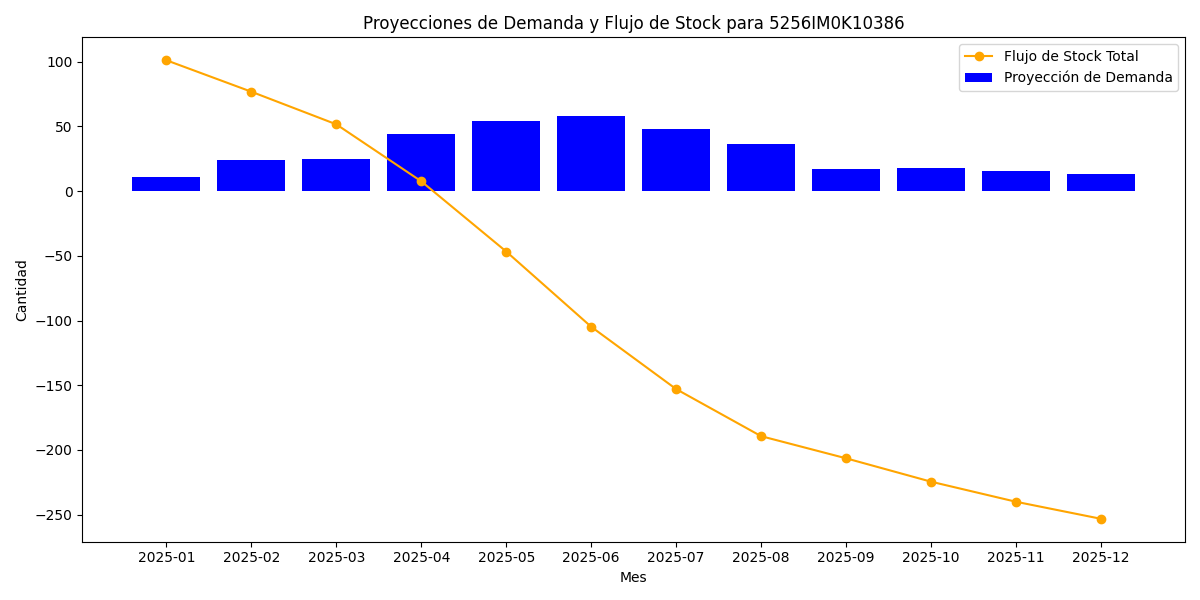 Proyecciones de Demanda y Flujo de Stock para 5256IM0K10386
Flujo de Stock Total
Proyección de Demanda
Cantidad
100
50
0
−50
−100
−150
−200
−250
2025-01 2025-02 2025-03 2025-04 2025-05 2025-06 2025-07 2025-08 2025-09 2025-10 2025-11 2025-12
Mes